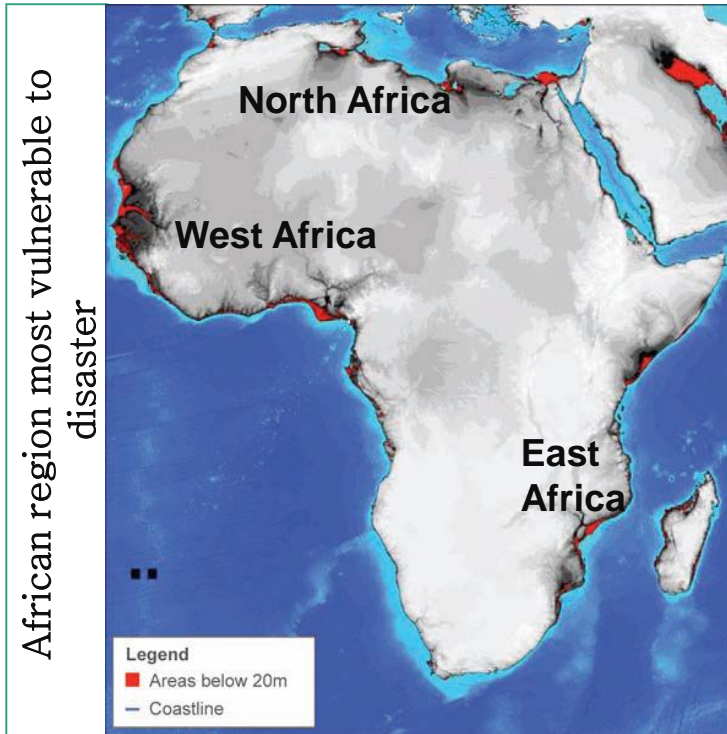 African region most vulnerable to
disaster
North Africa
West Africa
East
Africa
Legend
Areas below 20m
Coastline